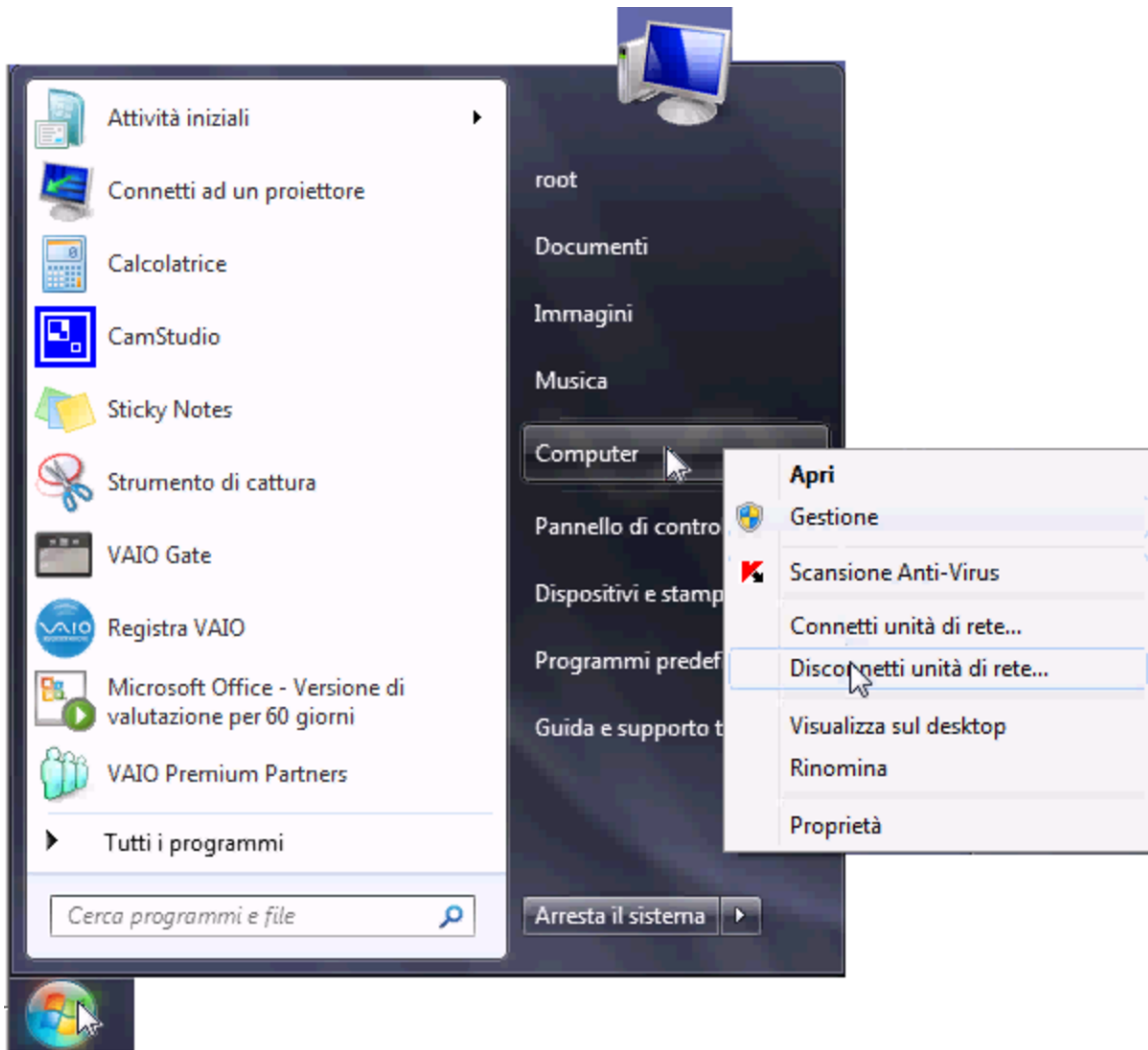 Attività iniziali
Connetti ad un proiettore
Calcolatrice
CamStudio
Sticky Notes
Strumento di cattura
VAIO Gate
Registra VAIO
Microsoft Office - Versione di
valutazione per 60 giorni
VAIO Premium Partners
Tutti i programmi
Cerca programmi e file
root
Documenti
Immagini
Musica
Computer
Pannello di contro
Dispositivi e stamp
Programmi predef
Guida e supporto t
Arresta il sistema
Apri
Gestione
Scansione Anti-Virus
Connetti unità di rete...
Disconnetti unità di rete...
Visualizza sul desktop
Rinomina
Proprietà